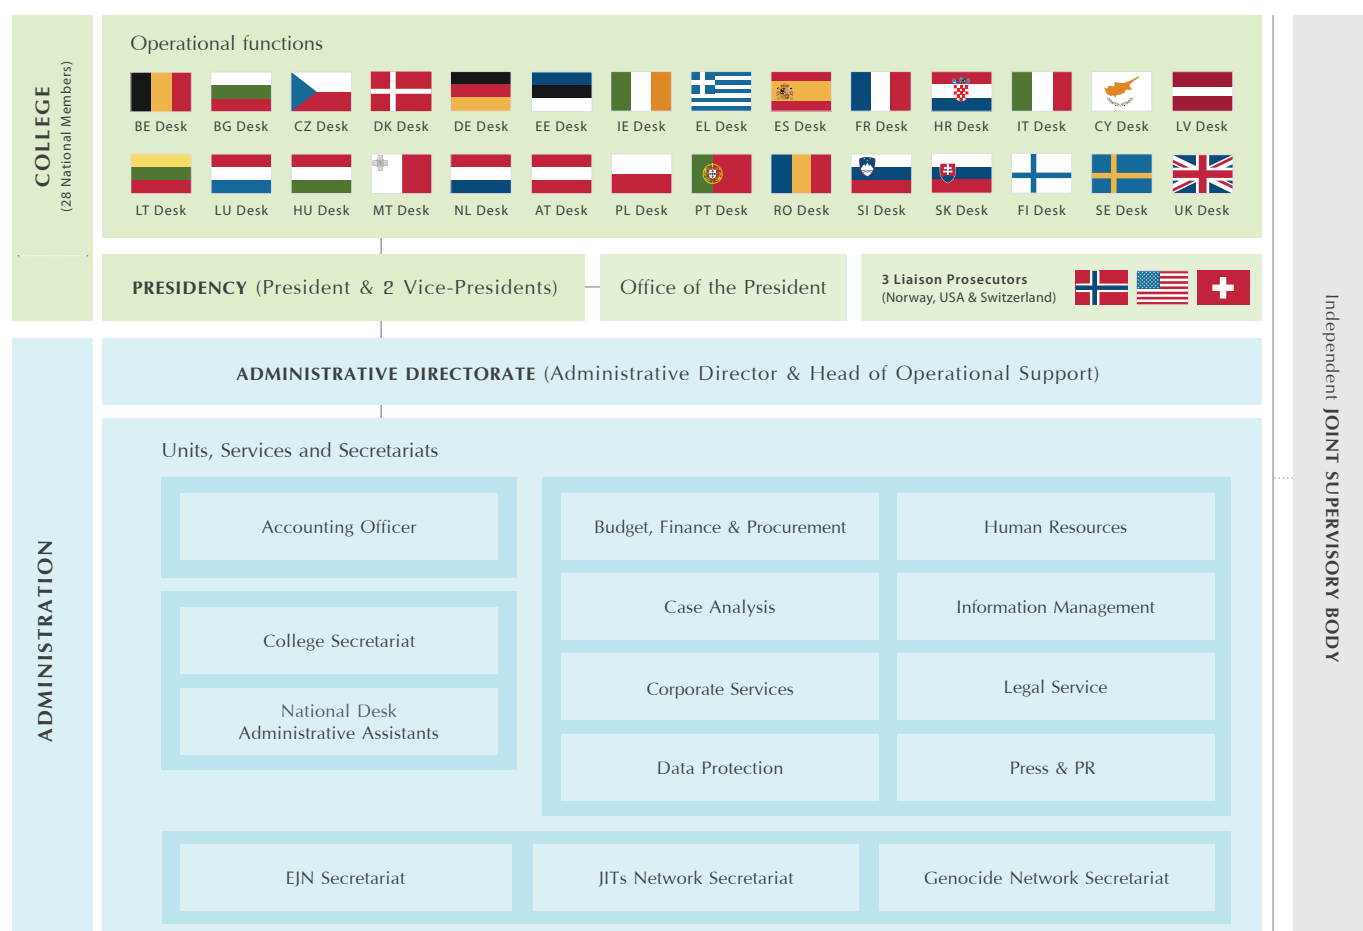 COLLEGE
(28 National Members)
Operational functions
BE Desk
BG Desk
CZ Desk
DK Desk
DE Desk
EE Desk
IE Desk
EL Desk
ES Desk
FR Desk
HR Desk
IT Desk
CY Desk
LV Desk
LT Desk
LU Desk
HU Desk
MT Desk
NL Desk
AT Desk
PL Desk
PT Desk
RO Desk
SI Desk
SK Desk
FI Desk
SE Desk
UK Desk
PRESIDENCY (President & 2 Vice-Presidents)
Office of the President
3 Liaison Prosecutors
(Norway, USA & Switzerland)
ADMINISTRATION
ADMINISTRATIVE DIRECTORATE (Administrative Director & Head of Operational Support)
Units, Services and Secretariats
Accounting Officer
College Secretariat
National Desk
Administrative Assistants
Budget, Finance & Procurement
Human Resources
Case Analysis
Information Management
Corporate Services
Legal Service
Data Protection
Press & PR
EJN Secretariat
JITs Network Secretariat
Genocide Network Secretariat
Independent JOINT SUPERVISORY BODY